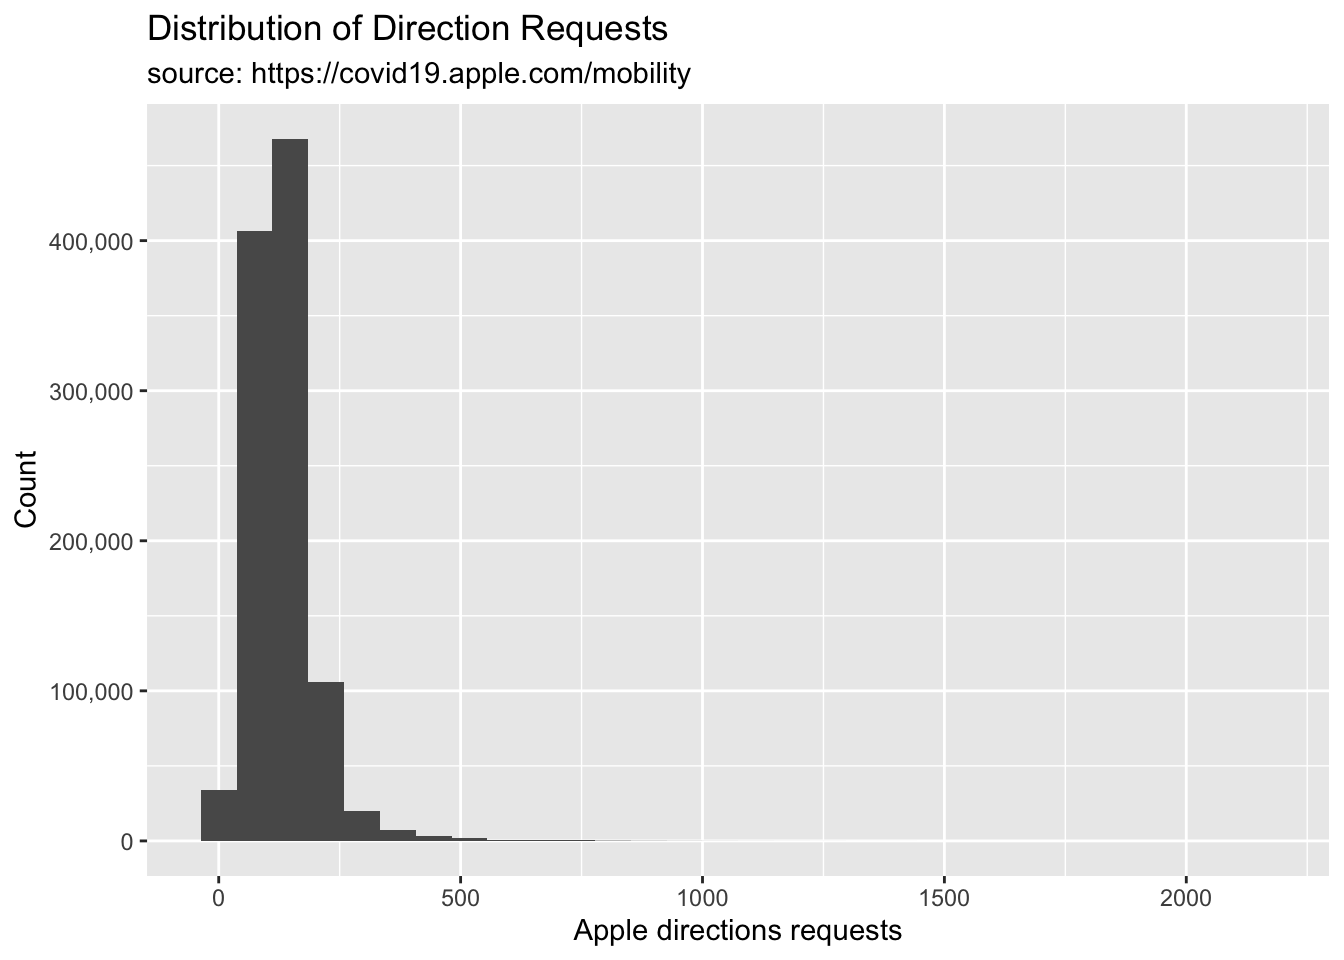 Distribution of Direction Requests
source: https://covid19.apple.com/mobility
400,000
300,000
200,000
100,000
0
Count
0 500 1000 1500 2000
Apple directions requests